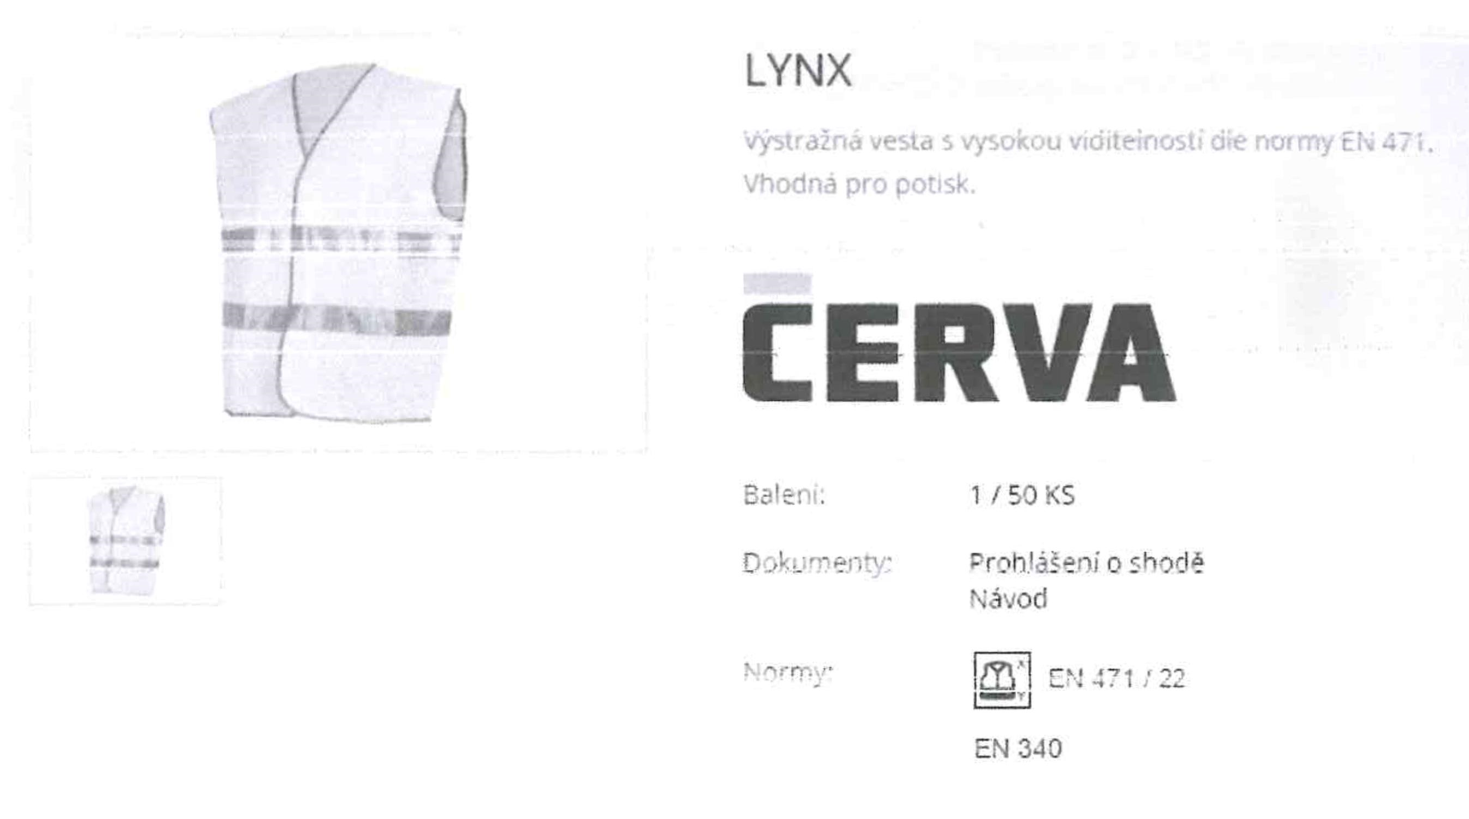 LYNX
Výstražná vesta s vysokou viditelností dle normy EN 471.
Vhodná pro potisk.
ČERVA
Balení: 1 / 50 KS
Dokumenty: Prohlášení o shodě
Návod
Normy: X Y EN 471 / 22
EN 340